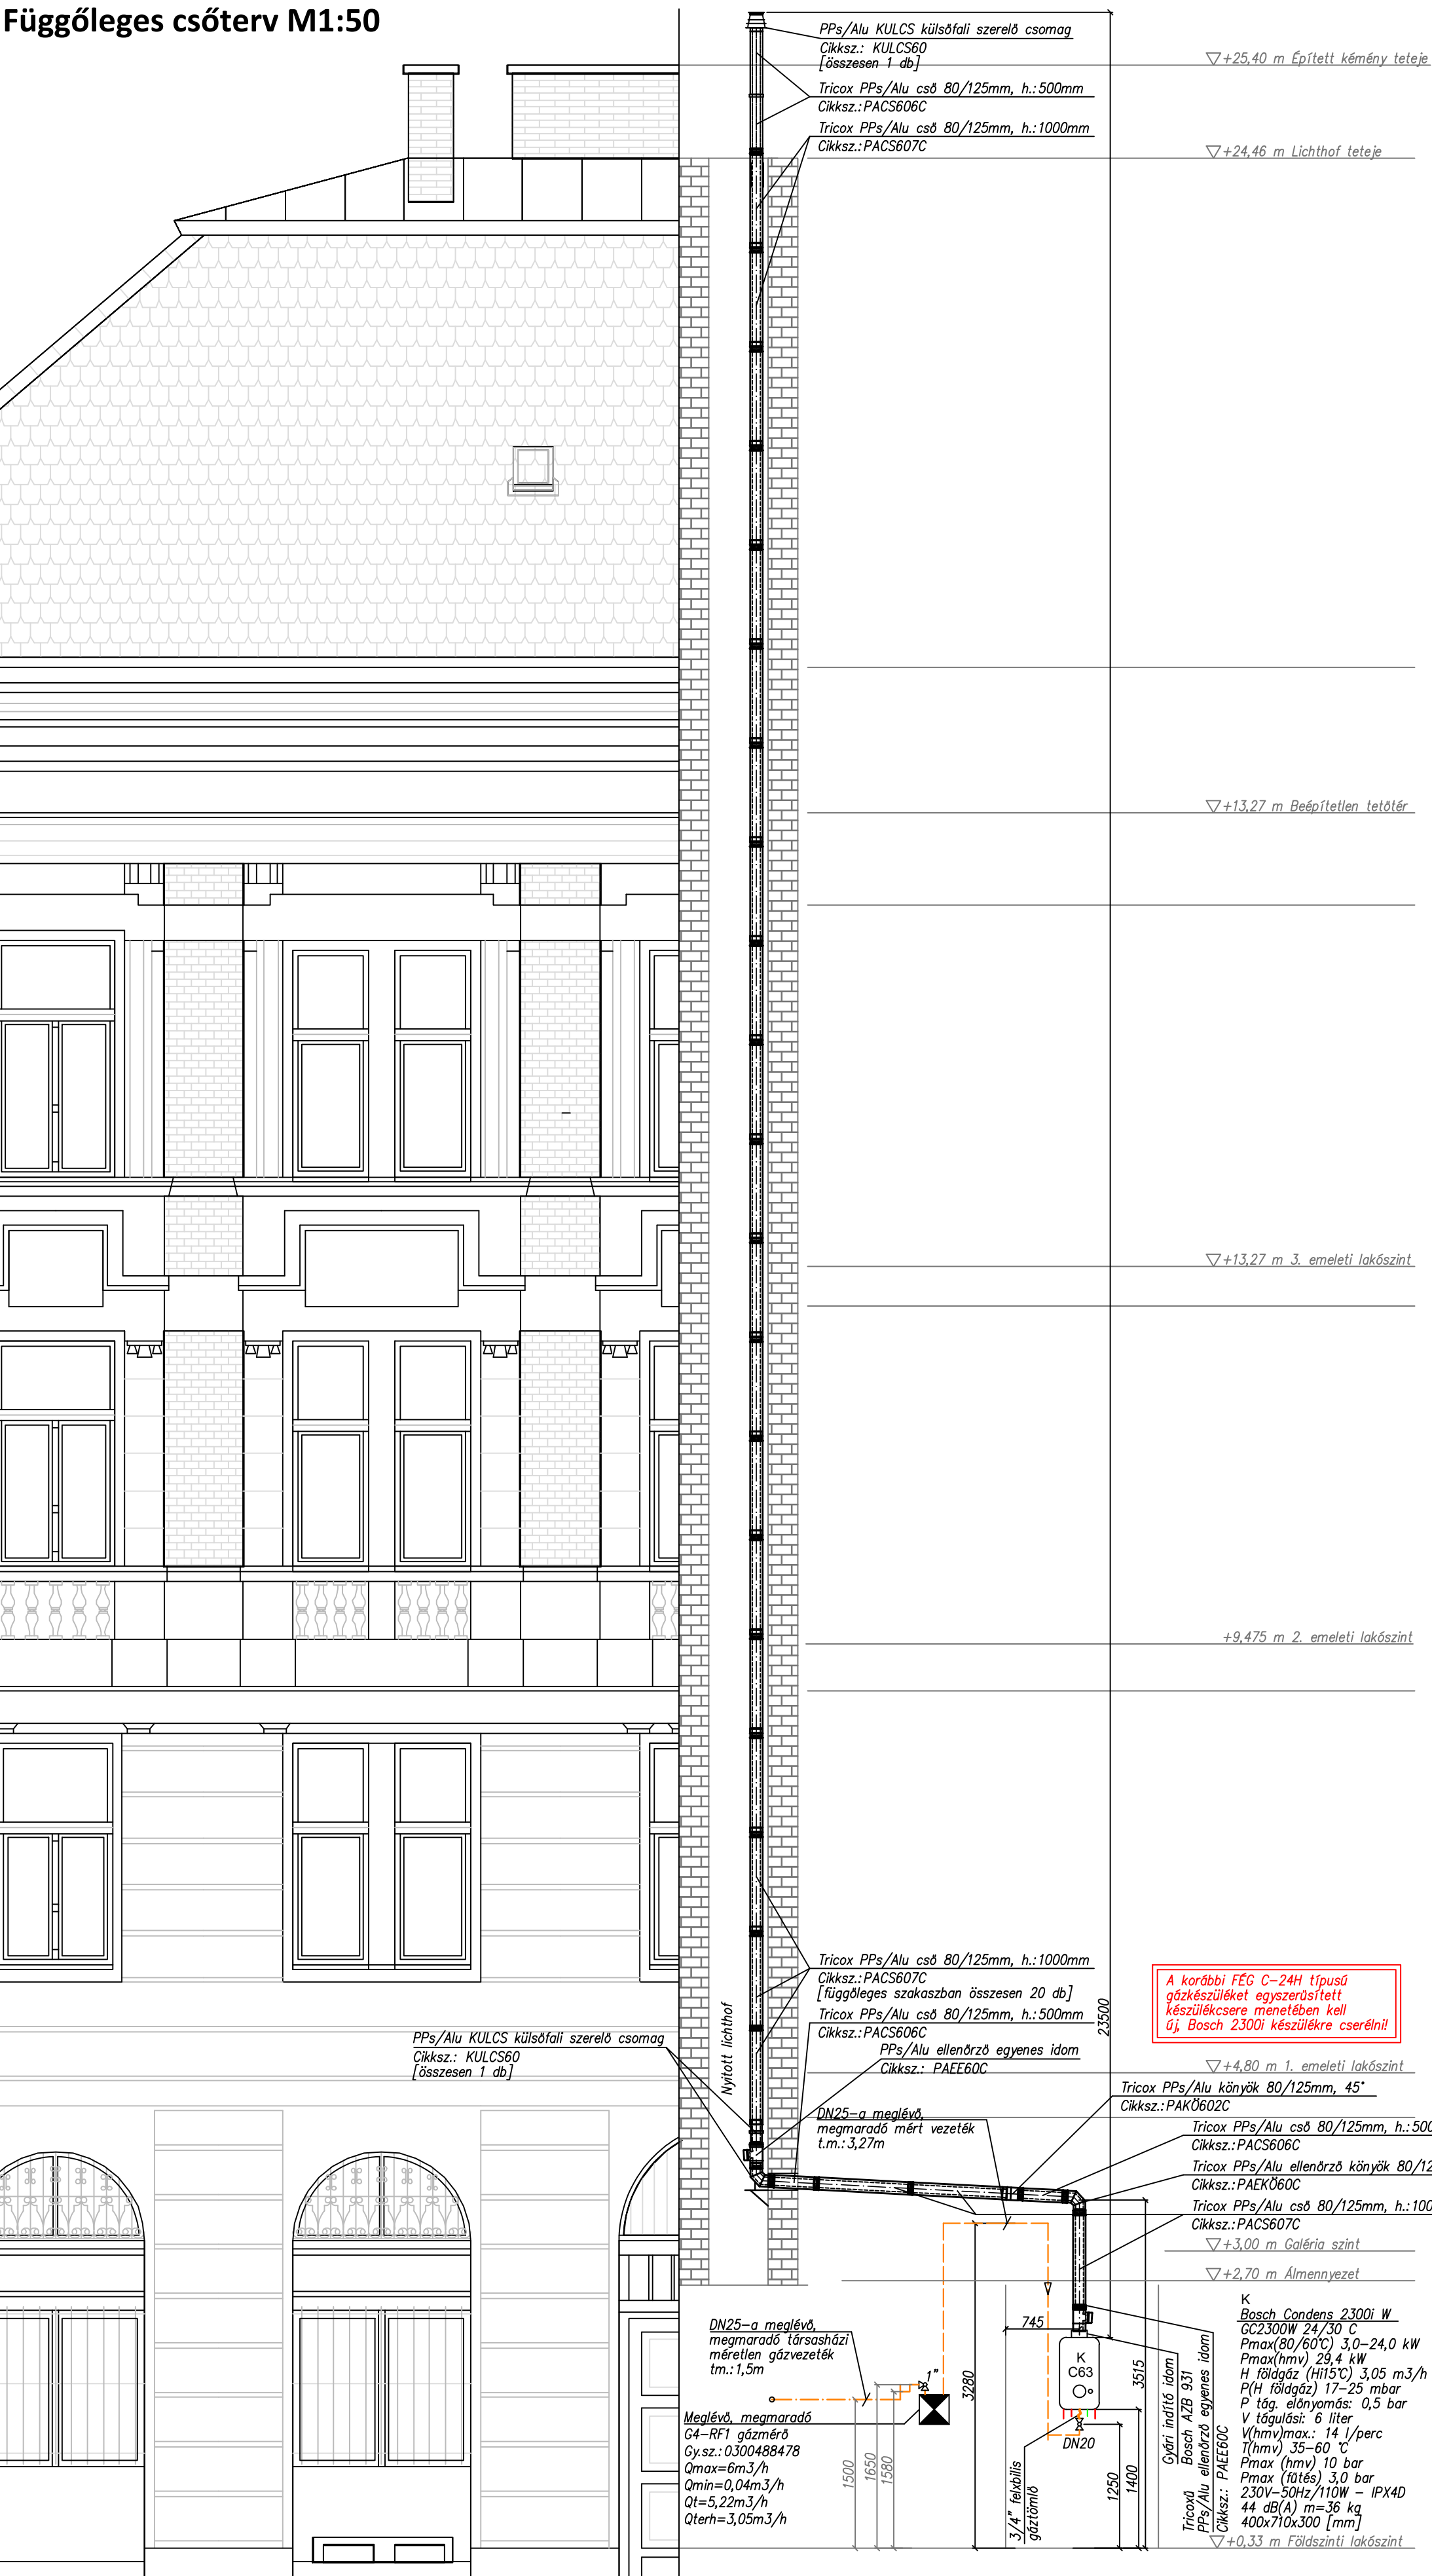 Függőleges csőterv M1:50
PPs/Alu KULCS külsőfali szerelő csomag
Cikksz.: KULCS60
[összesen 1 db]
+25,40 m Épített kémény teteje
Tricox PPs/Alu cső 80/125mm, h.:500mm
Cikksz.:PACS606C
Tricox PPs/Alu cső 80/125mm, h.:1000mm
Cikksz.:PACS607C
+24,46 m Lichthof teteje
+13,27 m Beépítetlen tetőtér
+13,27 m 3. emeleti lakószint
+9,475 m 2. emeleti lakószint
Tricox PPs/Alu cső 80/125mm, h.:1000mm
Cikksz.:PACS607C
[függőleges szakaszban összesen 20 db]
Tricox PPs/Alu cső 80/125mm, h.:500mm
Cikksz.:PACS606C
PPs/Alu ellenőrző egyenes idom
Cikksz.: PAEE60C
23500
A korábbi FÉG C-24H típusú
gázkészüléket egyszerűsített
készülékcsere menetében kell
új, Bosch 2300i készülékre cserélni!
Nyitott lichthof
PPs/Alu KULCS külsőfali szerelő csomag
Cikksz.: KULCS60
[összesen 1 db]
+4,80 m 1. emeleti lakószint
Tricox PPs/Alu könyök 80/125mm, 45°
Cikksz.:PAKÖ602C
DN25-a meglévő,
megmaradó mért vezeték
t.m.:3,27m
Tricox PPs/Alu cső 80/125mm, h.:500
Cikksz.:PACS606C
Tricox PPs/Alu ellenőrző könyök 80/12
Cikksz.:PAEKÖ60C
Tricox PPs/Alu cső 80/125mm, h.:100
Cikksz.:PACS607C
+3,00 m Galéria szint
+2,70 m Álmennyezet
DN25-a meglévő,
megmaradó társasházi
méretlen gázvezeték
tm.:1,5m
745
3280
3515
K
C63
1"
Meglévő, megmaradó
G4-RF1 gázmérő
Gy.sz.:0300488478
Qmax=6m3/h
Qmin=0,04m3/h
Qt=5,22m3/h
Qterh=3,05m3/h
1500
1650
1580
3/4" felxbilis
gáztömlő
DN20
1250
1400
Gyári indító idom
Bosch AZB 931
Tricoxű
PPs/Alu ellenőrző egyenes idom
Cikksz.: PAEE60C
K
Bosch Condens 2300i W
GC2300W 24/30 C
Pmax(80/60°C) 3,0-24,0 kW
Pmax(hmv) 29,4 kW
H földgáz (Hi15°C) 3,05 m3/h
P(H földgáz) 17-25 mbar
P tág. előnyomás: 0,5 bar
V tágulási: 6 liter
V(hmv)max.: 14 l/perc
T(hmv) 35-60 °C
Pmax (hmv) 10 bar
Pmax (fűtés) 3,0 bar
230V-50Hz/110W - IPX4D
44 dB(A) m=36 kg
400x710x300 [mm]
+0,33 m Földszinti lakószint